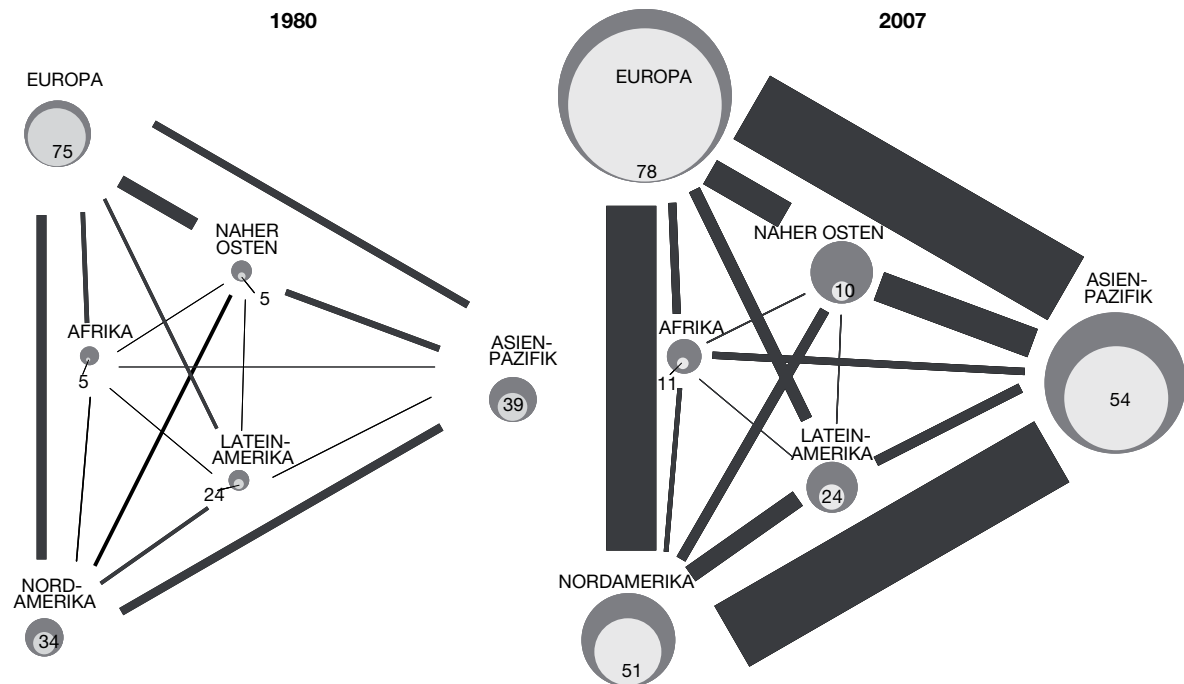 1980
EUROPA
75
NAHER
OSTEN
5
AFRIKA
5
ASIEN-
PAZIFIK
39
LATEIN-
AMERIKA
24
NORD-
AMERIKA
34
2007
EUROPA
78
NAHER OSTEN
10
ASIEN-
PAZIFIK
54
AFRIKA
11
LATEIN-
AMERIKA
24
NORDAMERIKA
51